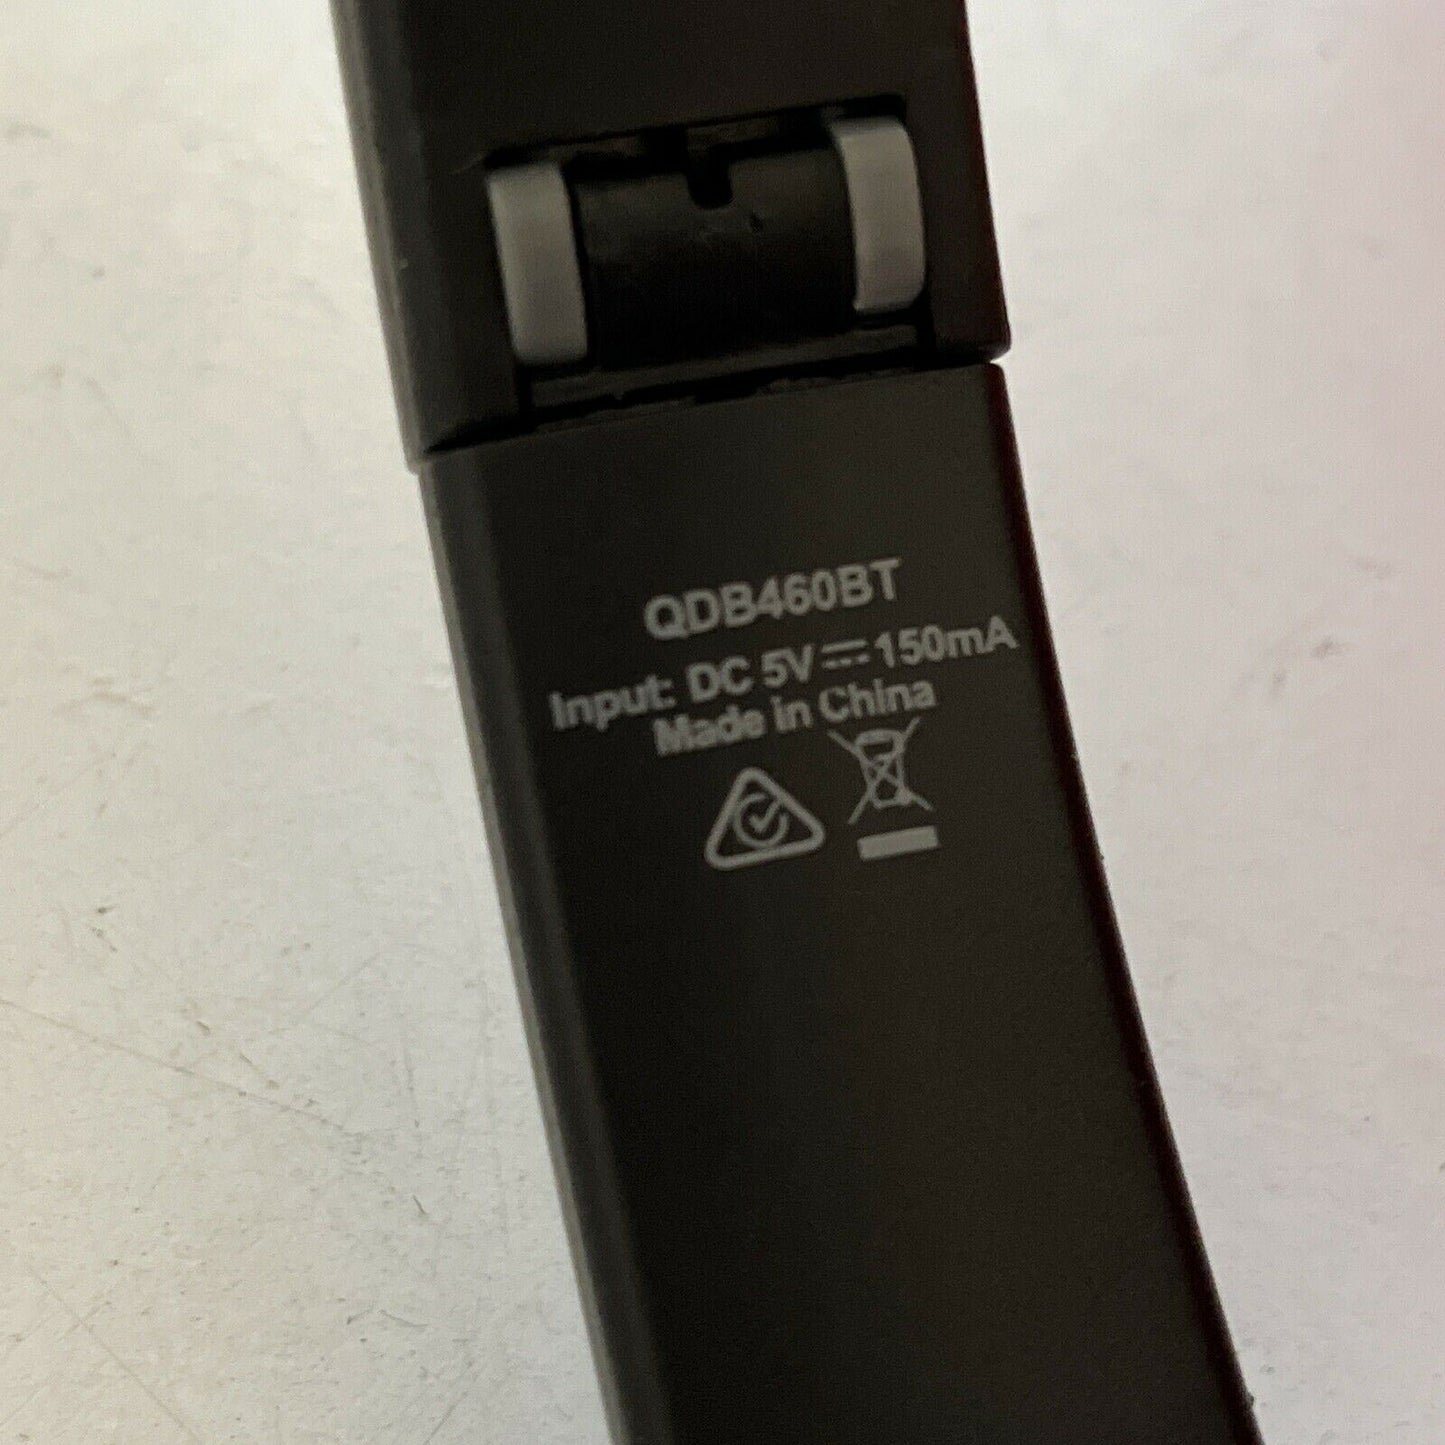 QDB460BT
Input: DC 5V⎓150mA
Made in China